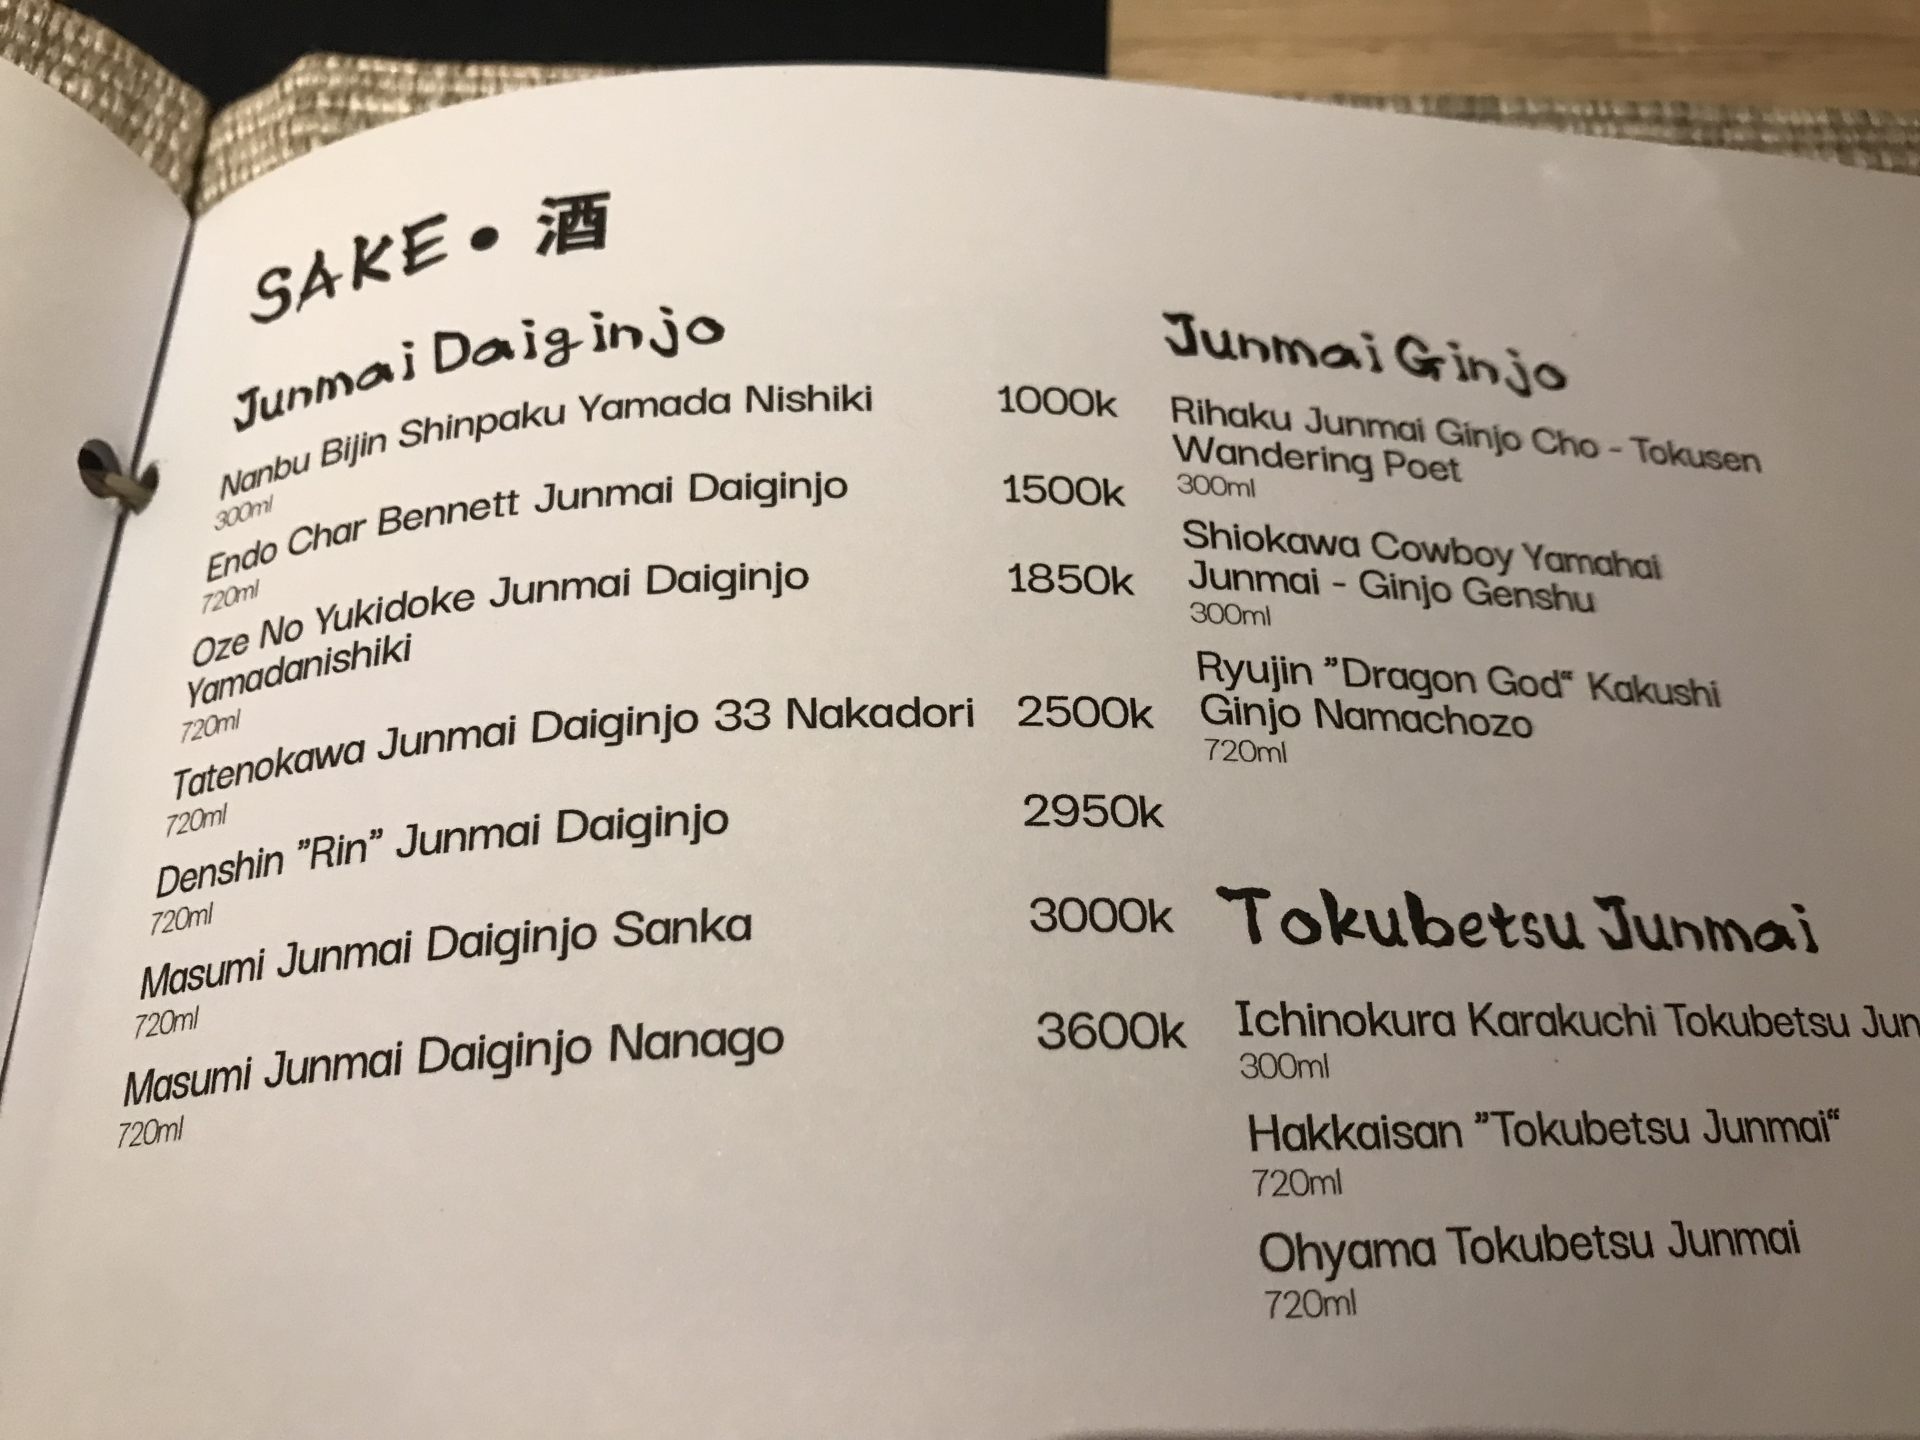 SAKE • 酒
Junmai Daiginjo
Nanbu Bijin Shinpaku Yamada Nishiki 1000k
300ml
Endo Char Bennett Junmai Daiginjo 1500k
720ml
Oze No Yukidoke Junmai Daiginjo 1850k
Yamadanishiki
720ml
Tatenokawa Junmai Daiginjo 33 Nakadori 2500k
720ml
Denshin ”Rin” Junmai Daiginjo 2950k
720ml
Masumi Junmai Daiginjo Sanka 3000k
720ml
Masumi Junmai Daiginjo Nanago 3600k
720ml
Junmai Ginjo
Rihaku Junmai Ginjo Cho - Tokusen
Wandering Poet
300ml
Shiokawa Cowboy Yamahai
Junmai - Ginjo Genshu
300ml
Ryujin ”Dragon God“ Kakushi
Ginjo Namachozo
720ml
Tokubetsu Junmai
Ichinokura Karakuchi Tokubetsu Jun
300ml
Hakkaisan ”Tokubetsu Junmai“
720ml
Ohyama Tokubetsu Junmai
720ml